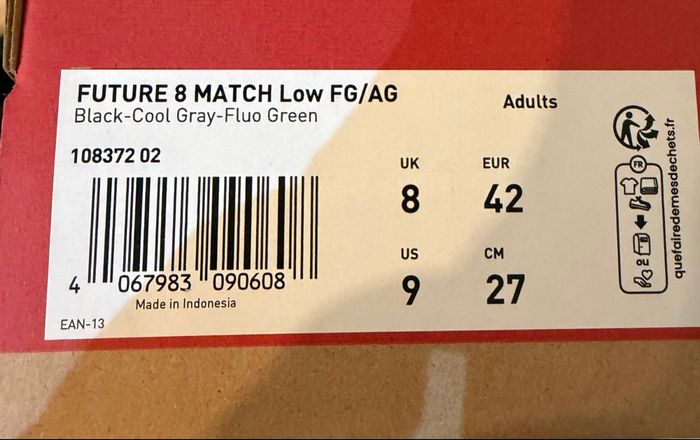 FUTURE 8 MATCH Low FG/AG
Black-Cool Gray-Fluo Green
Adults
108372 02
UK
8
EUR
42
US
9
CM
27
4 067983 090608
Made in Indonesia
EAN-13
FR
OU
quefairedemesdechets.fr